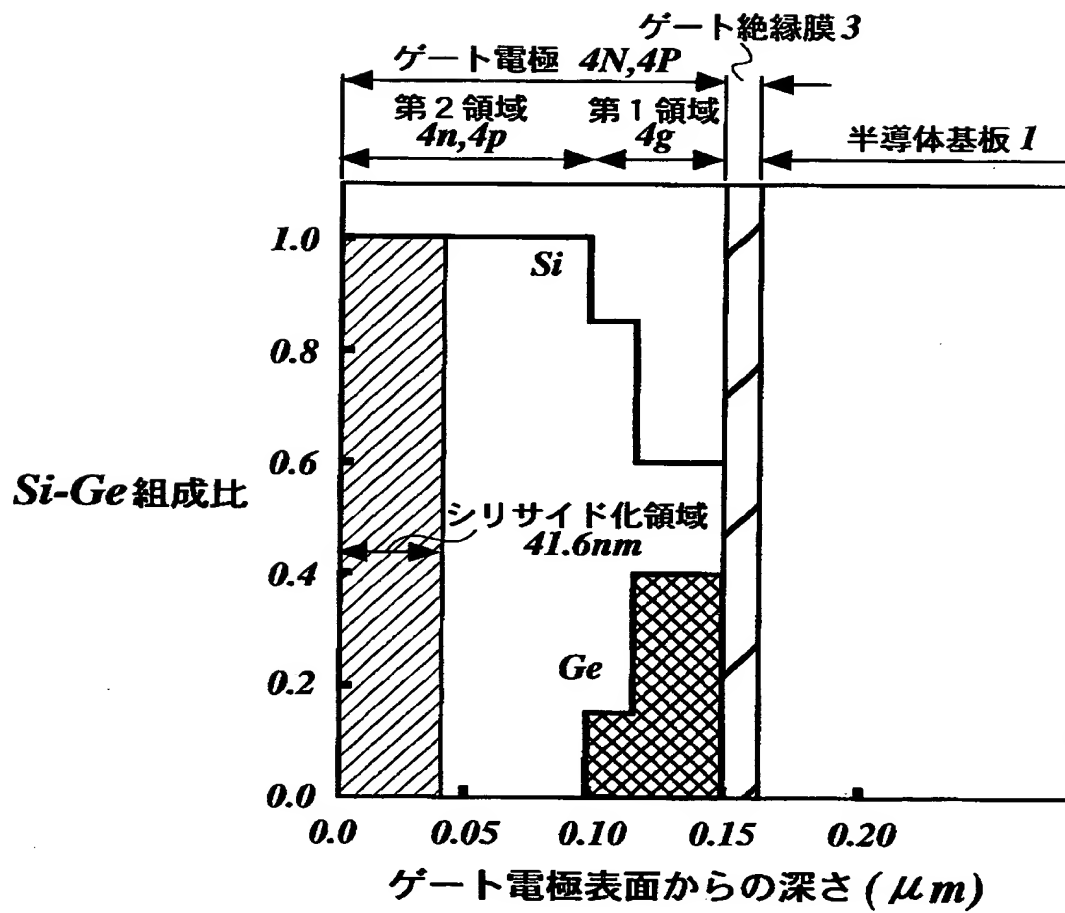 ゲート絶縁膜 3
ゲート電極 4N,4P
第2領域
4n,4p
第1領域
4g
半導体基板 1
1.0
Si
0.8
0.6
Si-Ge組成比
シリサイド化領域
41.6nm
0.4
Ge
0.2
0.0
0.0 0.05 0.10 0.15 0.20
ゲート電極表面からの深さ (μm)